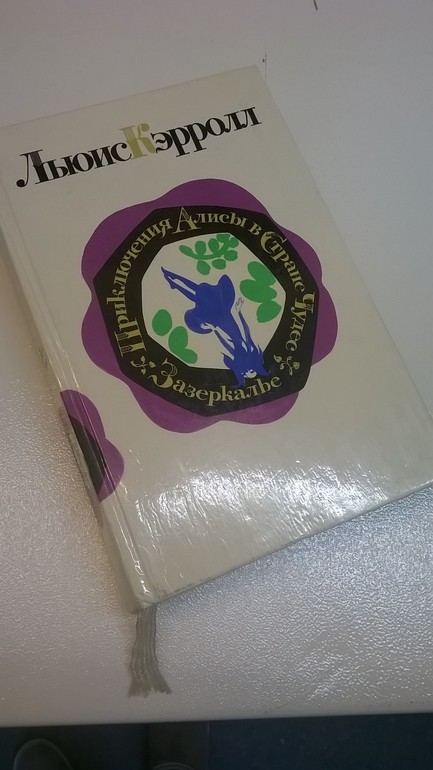 Льюис Кэрролл
Приключения Алисы в Стране Чудес
Зазеркалье